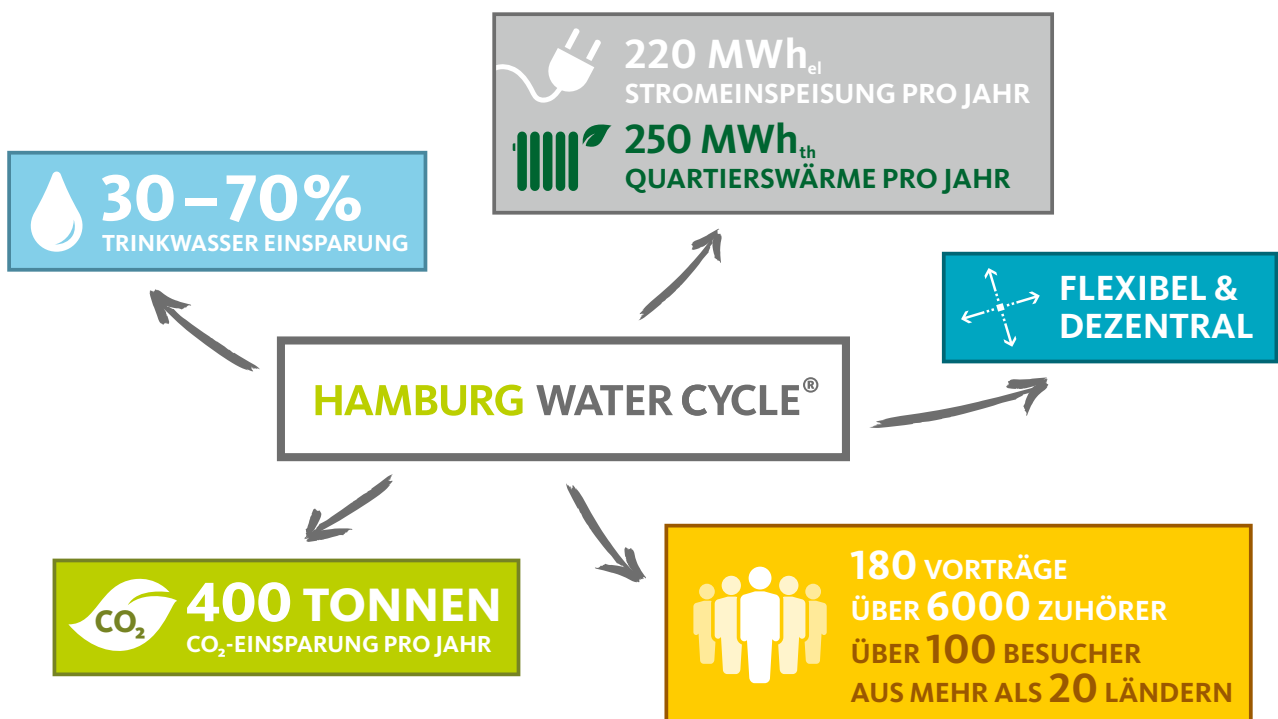 220 MWhel
STROMEINSPEISUNG PRO JAHR
250 MWhth
QUARTIERSWÄRME PRO JAHR
30–70%
TRINKWASSER EINSPARUNG
FLEXIBEL &
DEZENTRAL
HAMBURG WATER CYCLE®
CO₂
400 TONNEN
CO₂-EINSPARUNG PRO JAHR
180 VORTRÄGE
ÜBER 6000 ZUHÖRER
ÜBER 100 BESUCHER
AUS MEHR ALS 20 LÄNDERN